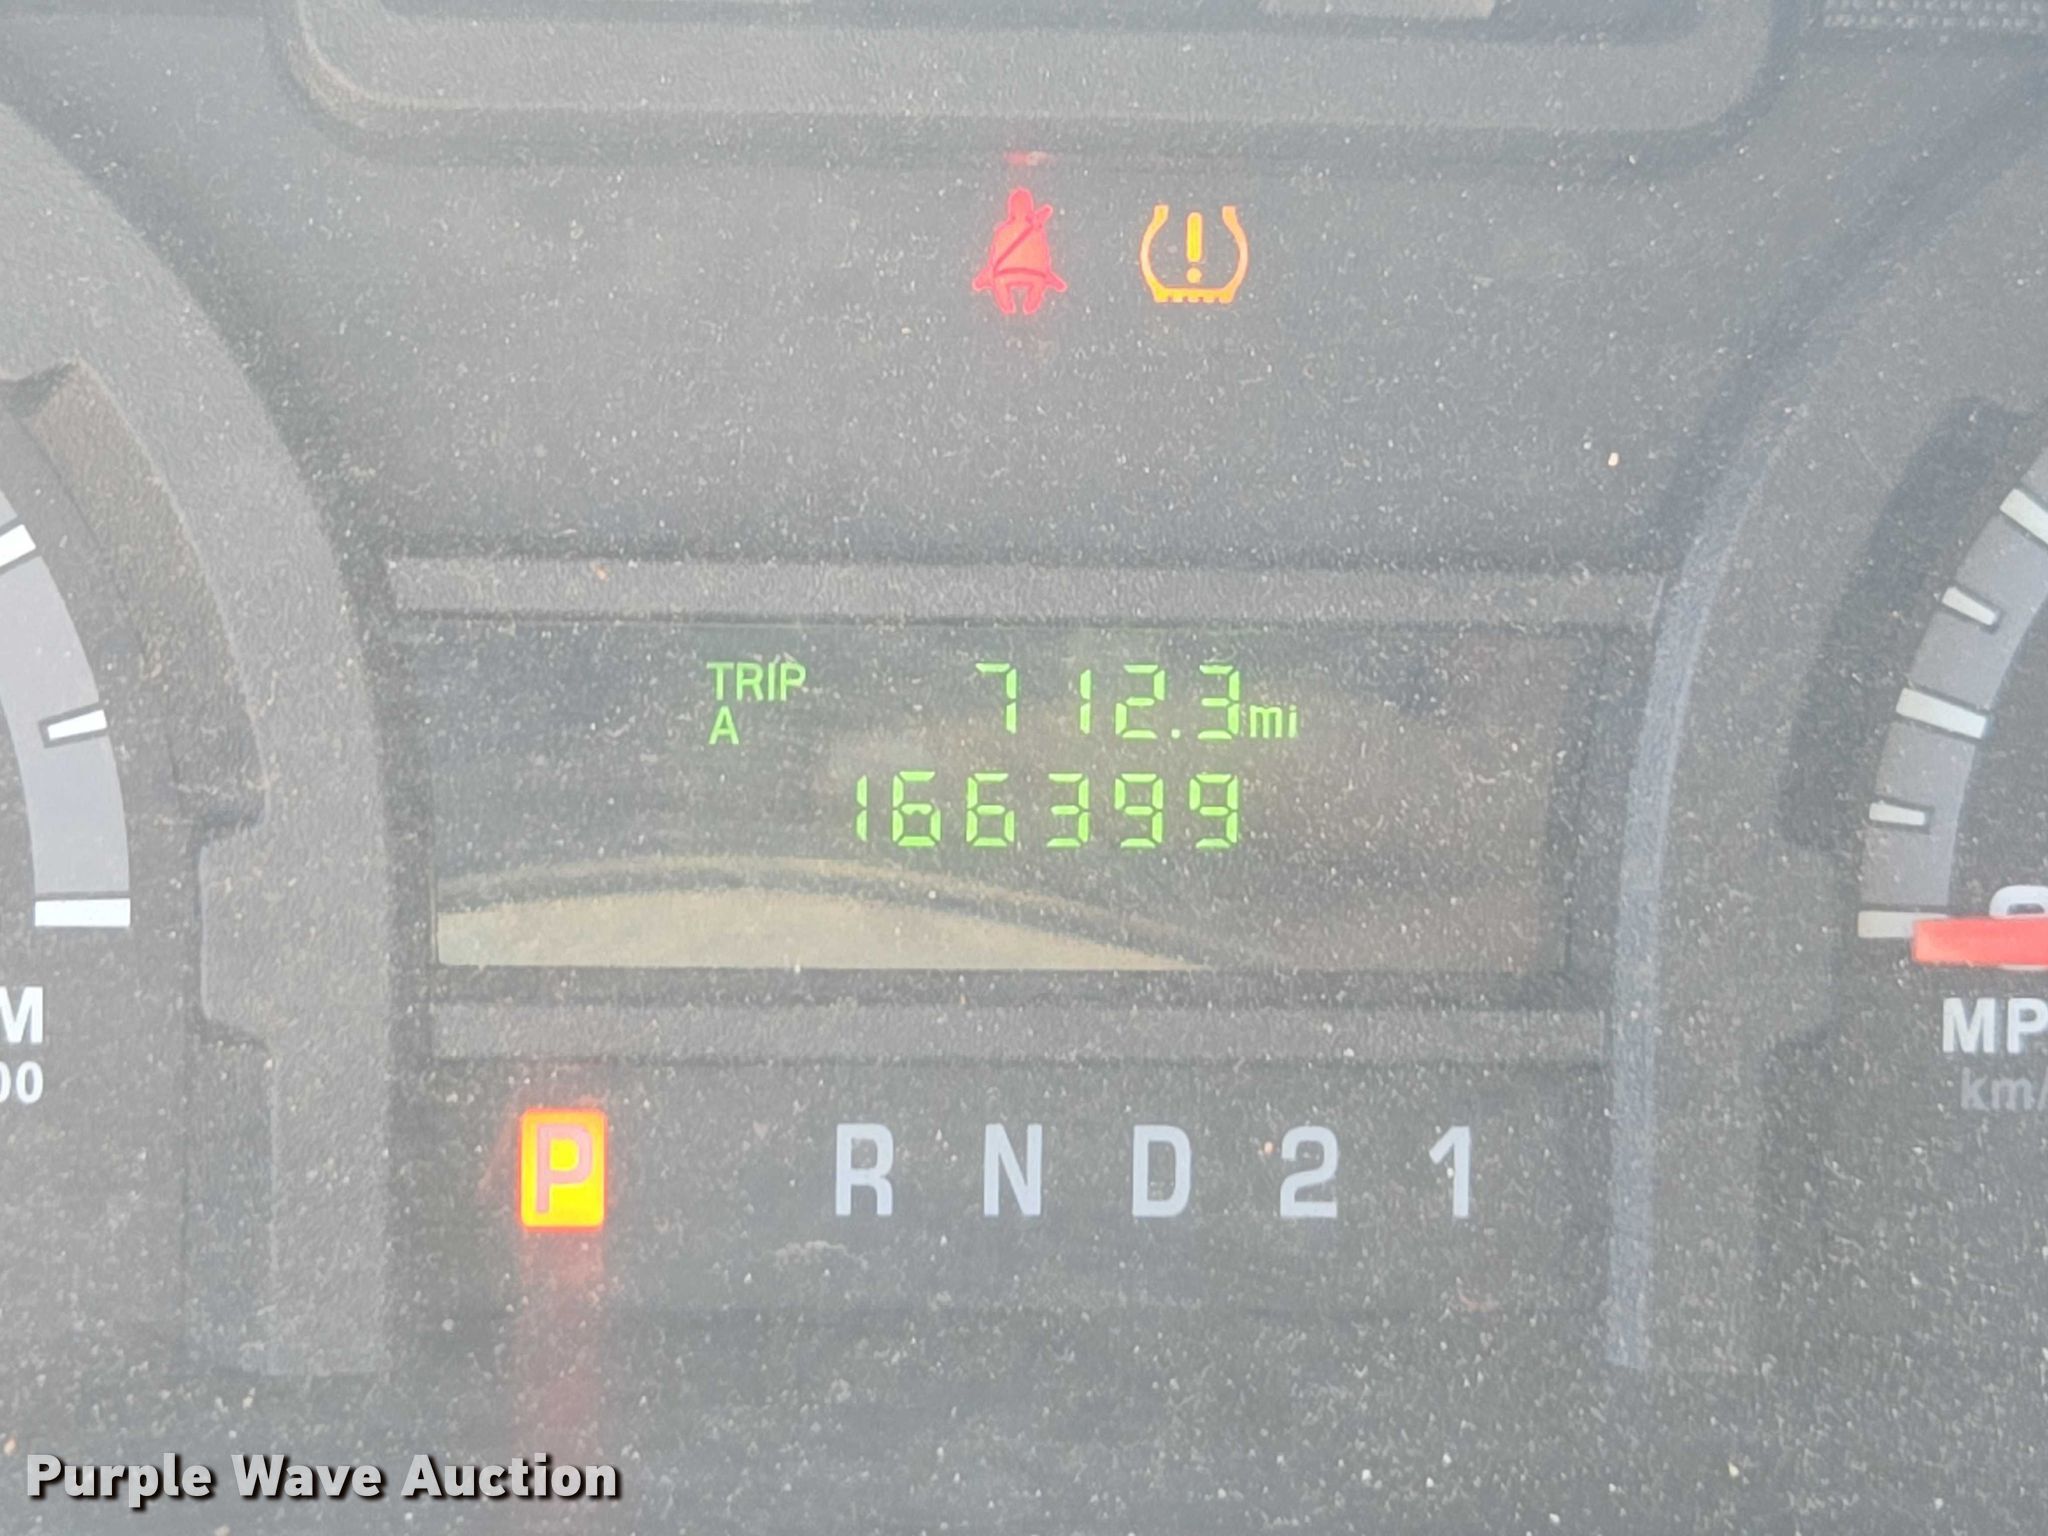 TRIP 712.3mi
A
166399
M
00
MP
km/
P R N D 2 1
Purple Wave Auction